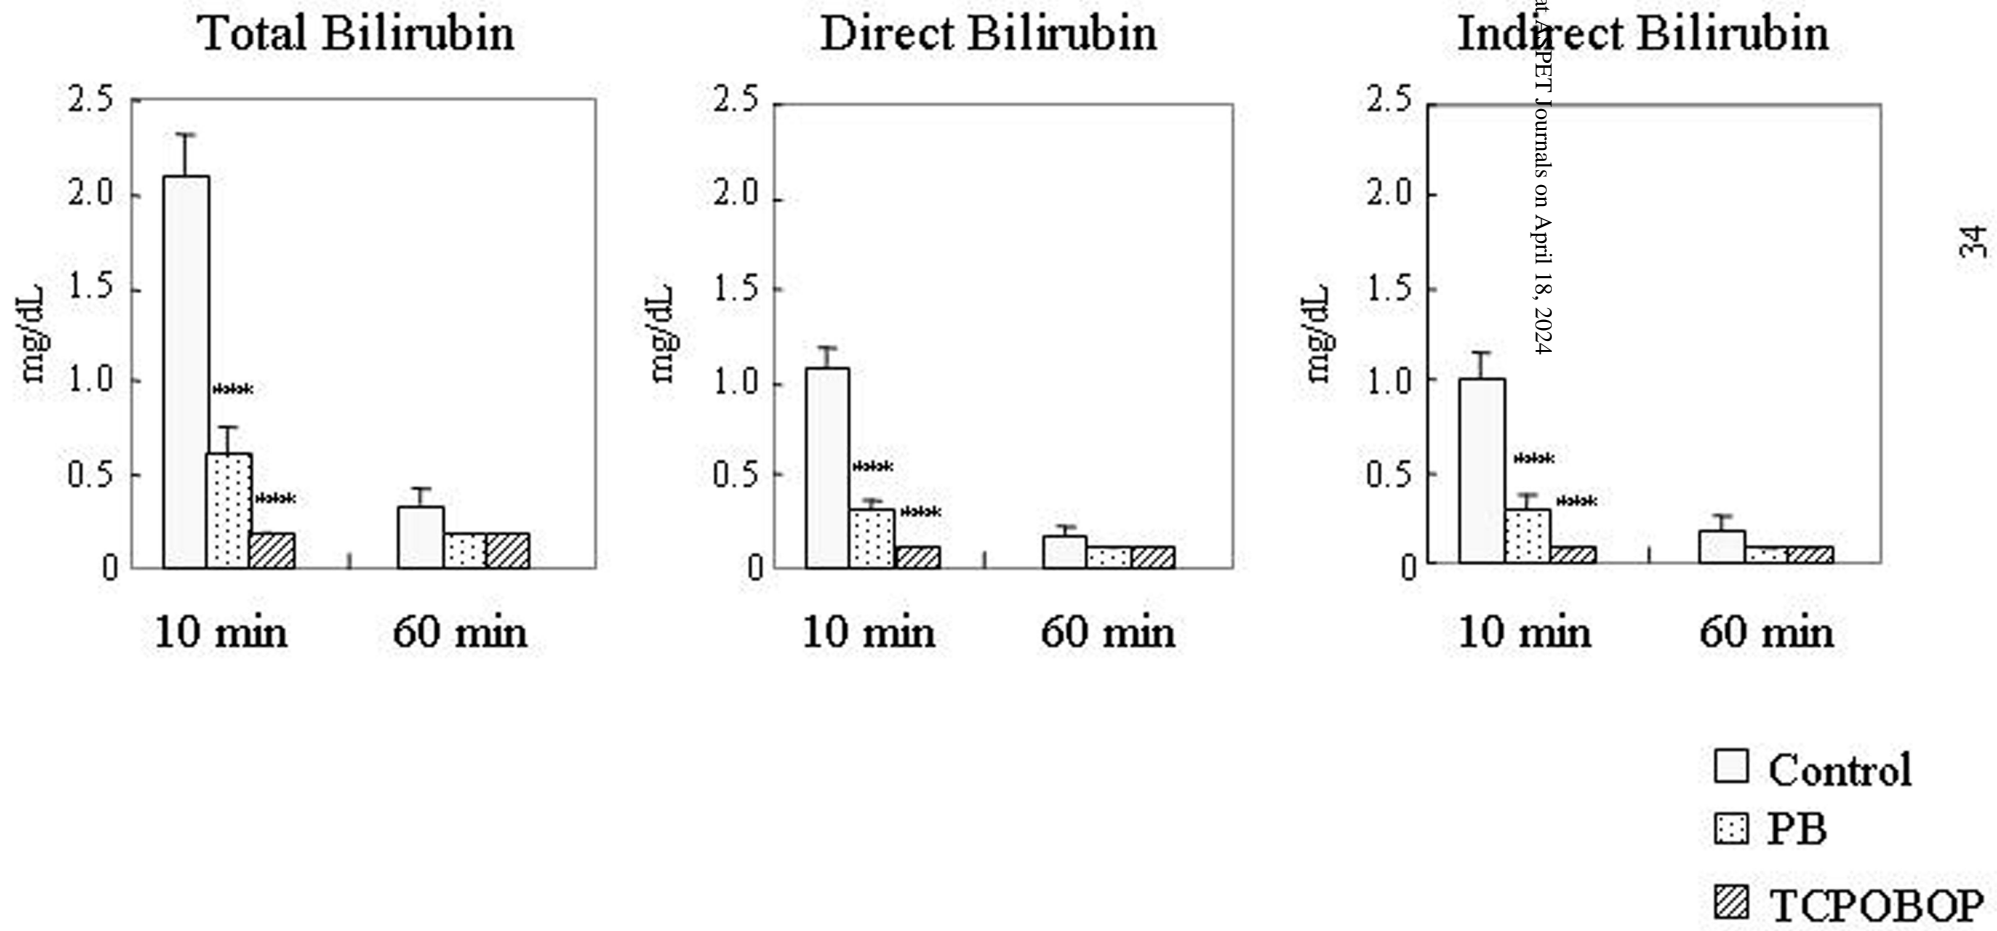 Total Bilirubin
2.5
2.0
1.5
1.0
0.5
0
mg/dL
***
***
10 min
60 min
Direct Bilirubin
2.5
2.0
1.5
1.0
0.5
0
mg/dL
***
***
10 min
60 min
Indirect Bilirubin
2.5
2.0
1.5
1.0
0.5
0
mg/dL
***
***
10 min
60 min
at ASPET Journals on April 18, 2024
34
Control
PB
TCPOBOP